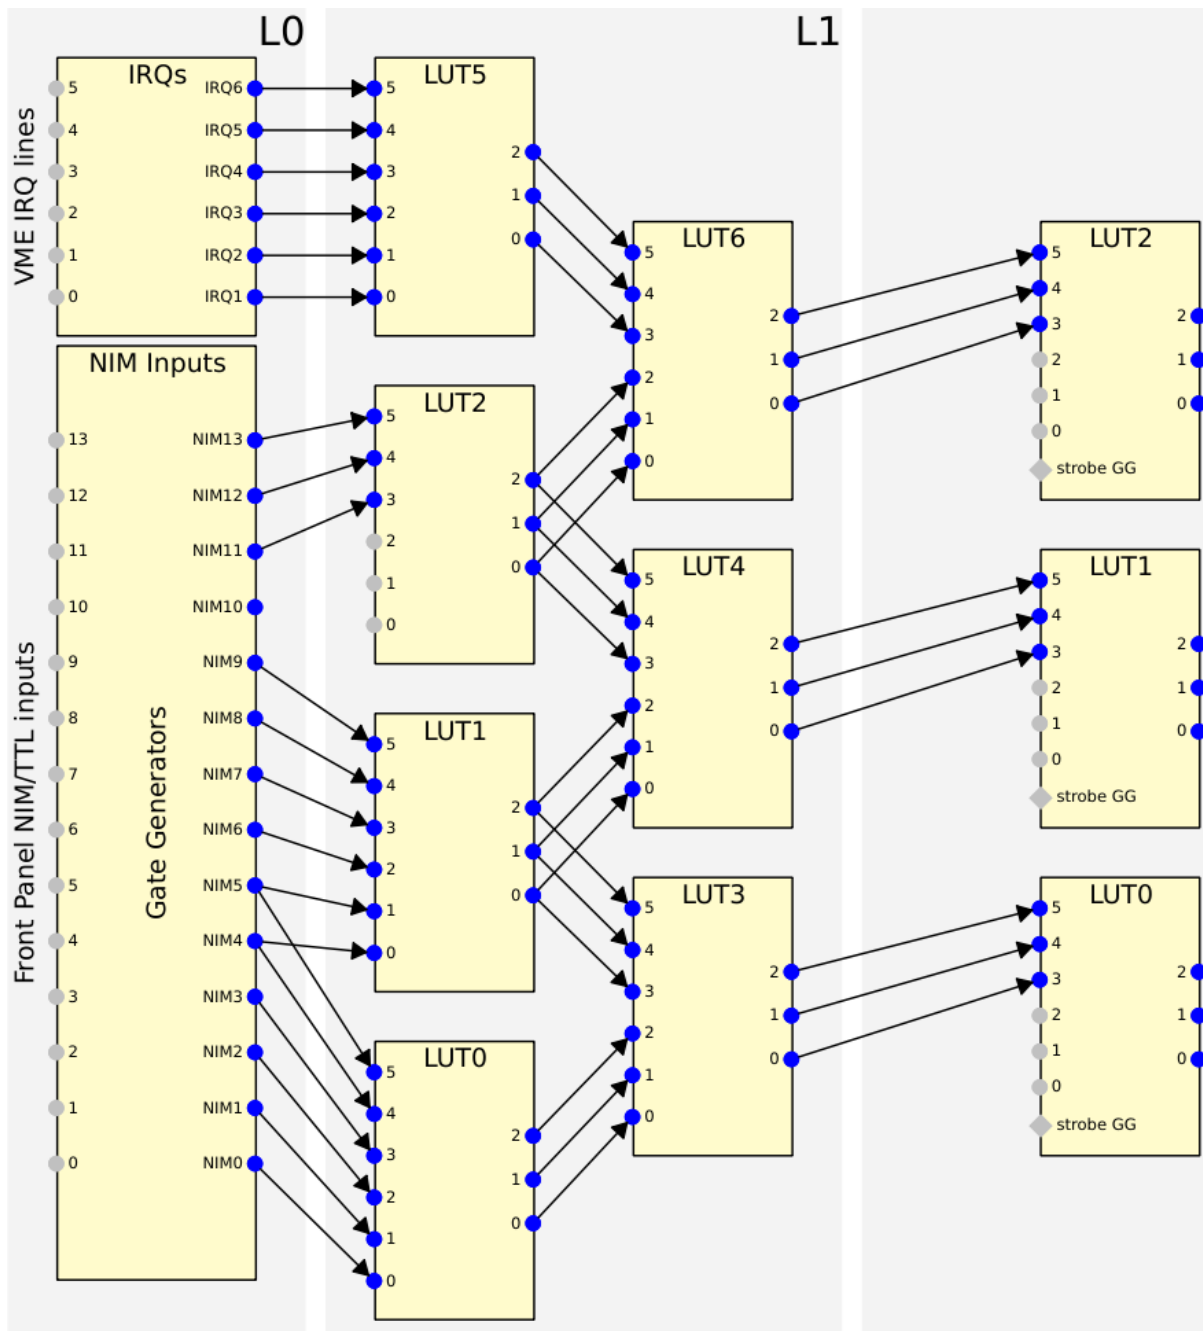 L0
L1
VME IRQ lines
IRQs
5 IRQ6
4 IRQ5
3 IRQ4
2 IRQ3
1 IRQ2
0 IRQ1
Front Panel NIM/TTL inputs
NIM Inputs
Gate Generators
13 NIM13
12 NIM12
11 NIM11
10 NIM10
9 NIM9
8 NIM8
7 NIM7
6 NIM6
5 NIM5
4 NIM4
3 NIM3
2 NIM2
1 NIM1
0 NIM0
LUT5
5
4
3
2
1
0
2
1
0
LUT2
5
4
3
2
1
0
2
1
0
LUT1
5
4
3
2
1
0
2
1
0
LUT0
5
4
3
2
1
0
2
1
0
LUT6
5
4
3
2
1
0
2
1
0
LUT4
5
4
3
2
1
0
2
1
0
LUT3
5
4
3
2
1
0
2
1
0
LUT2
5
4
3
2
1
0
strobe GG
2
1
0
LUT1
5
4
3
2
1
0
strobe GG
2
1
0
LUT0
5
4
3
2
1
0
strobe GG
2
1
0